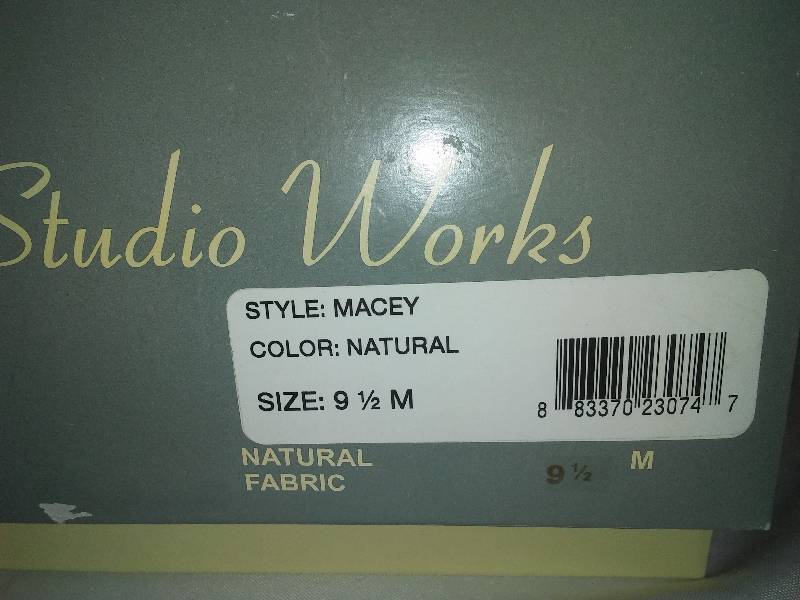 Studio Works
STYLE: MACEY
COLOR: NATURAL
SIZE: 9 ½ M
8 83370 23074 7
NATURAL
FABRIC
9 ½ M